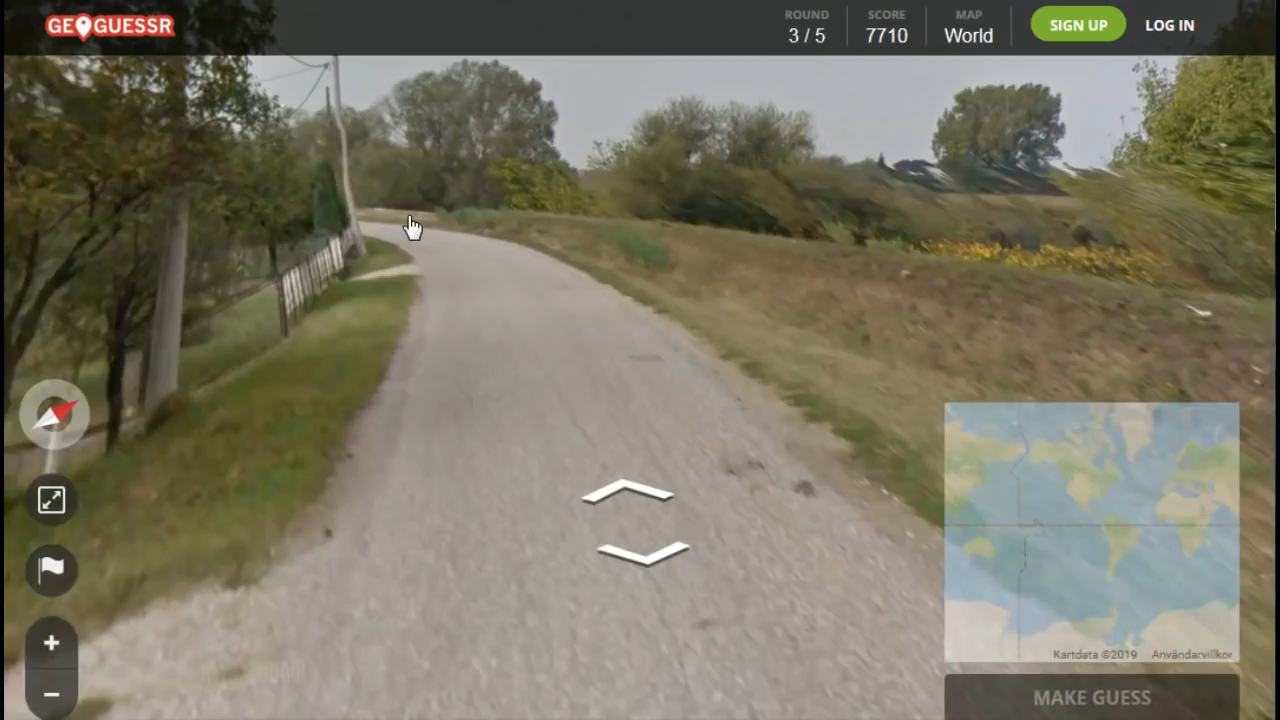 GEOGUESSR
ROUND
3 / 5
SCORE
7710
MAP
World
SIGN UP
LOG IN
Kartdata ©2019 Användarvillkor
MAKE GUESS